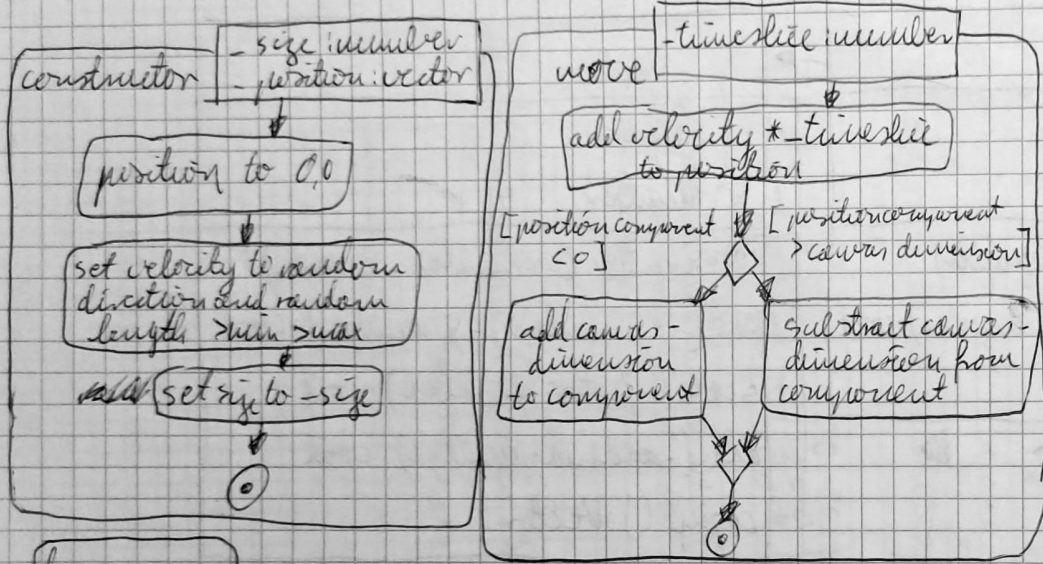 constructor
_size : number
_position : vector
position to 0,0
set velocity to random
direction and random
length >min >max
set size to _size
move
_timeslice : number
add velocity * _timeslice
to position
[position component
< 0]
[positioncomponent
> canvas dimension]
add canvas-
dimension
to component
substract canvas-
dimension from
component